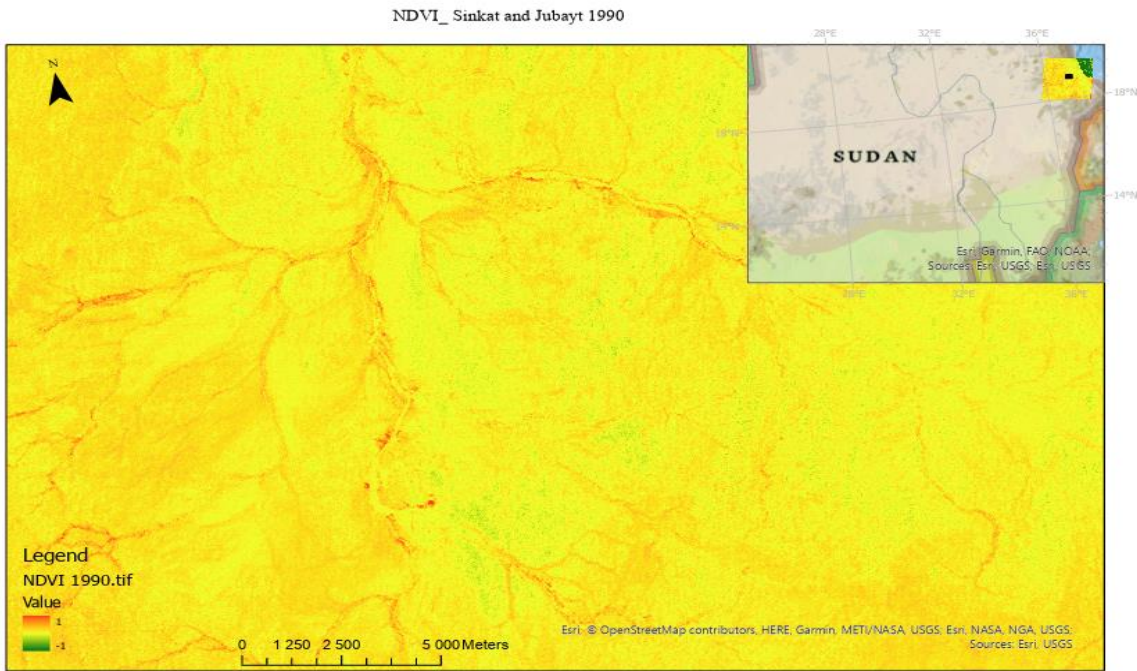 NDVI_ Sinkat and Jubayt 1990
N
28°E 32°E 36°E
18°N
SUDAN
14°N
Esri, Garmin, FAO, NOAA,
Sources: Esri, USGS, Esri, USGS
28°E 32°E 36°E
Legend
NDVI 1990.tif
Value
1
-1
0 1 250 2 500 5 000 Meters
Esri, © OpenStreetMap contributors, HERE, Garmin, METI/NASA, USGS, Esri, NASA, NGA, USGS;
Sources: Esri, USGS